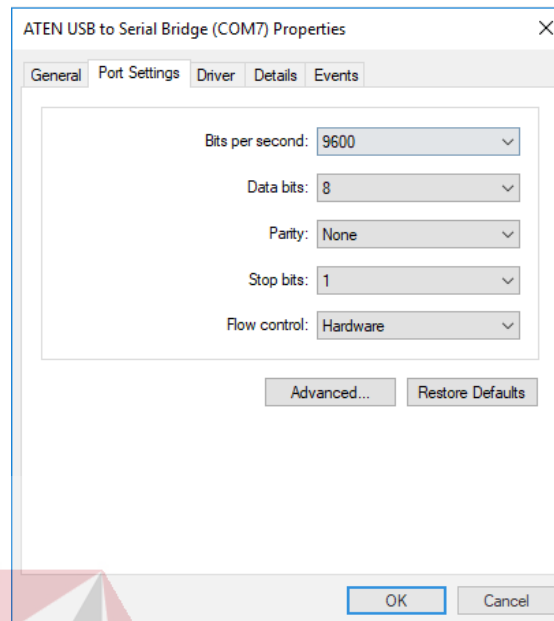 ATEN USB to Serial Bridge (COM7) Properties
General Port Settings Driver Details Events
Bits per second: 9600
Data bits: 8
Parity: None
Stop bits: 1
Flow control: Hardware
Advanced... Restore Defaults
OK Cancel